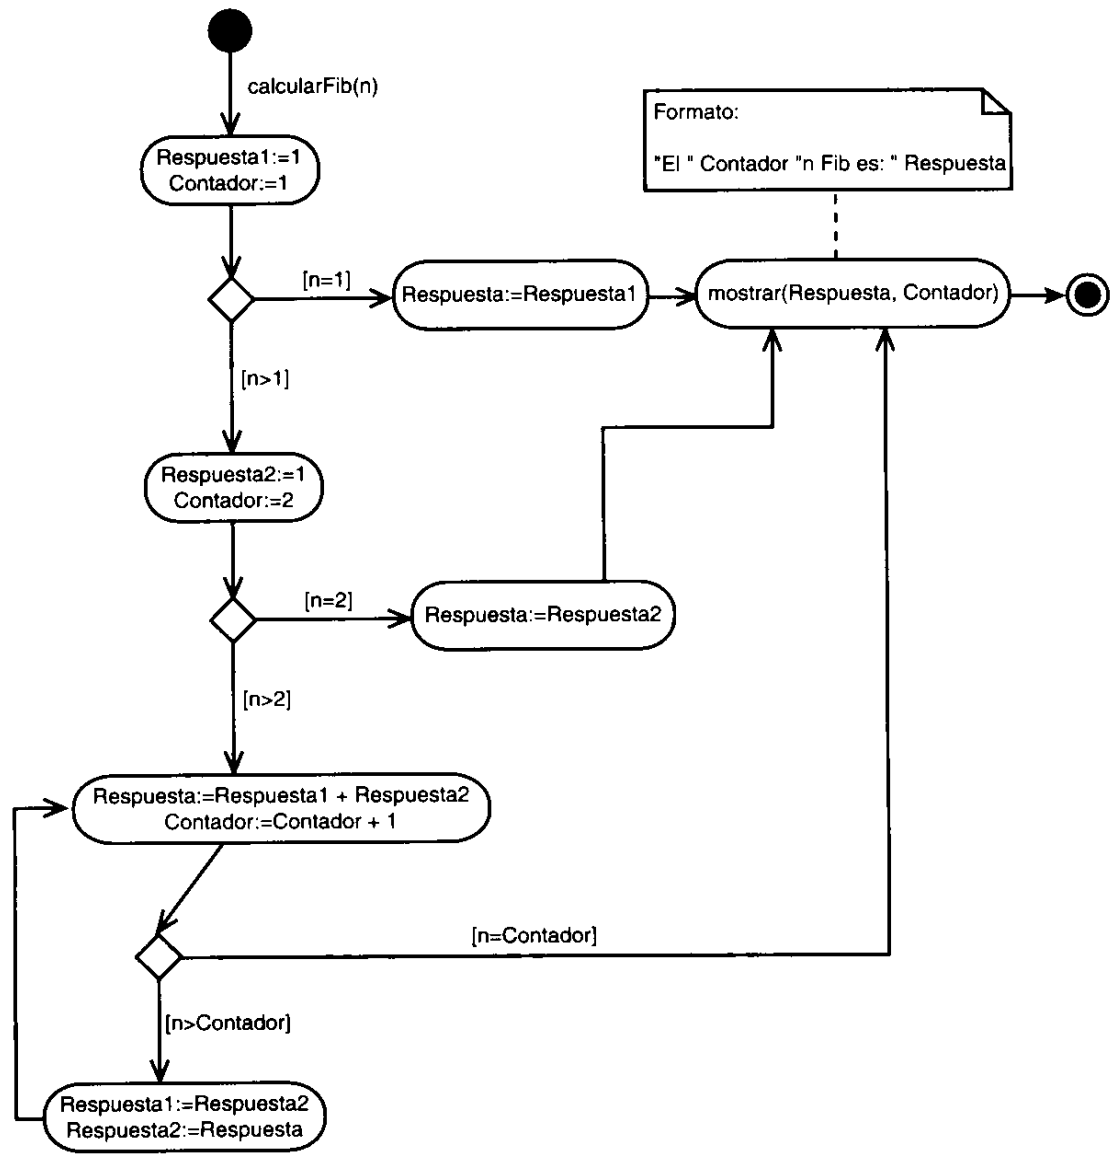 calcularFib(n)
Formato:
"El " Contador "n Fib es: " Respuesta
Respuesta1:=1
Contador:=1
[n=1]
Respuesta:=Respuesta1
mostrar(Respuesta, Contador)
[n>1]
Respuesta2:=1
Contador:=2
[n=2]
Respuesta:=Respuesta2
[n>2]
Respuesta:=Respuesta1 + Respuesta2
Contador:=Contador + 1
[n=Contador]
[n>Contador]
Respuesta1:=Respuesta2
Respuesta2:=Respuesta